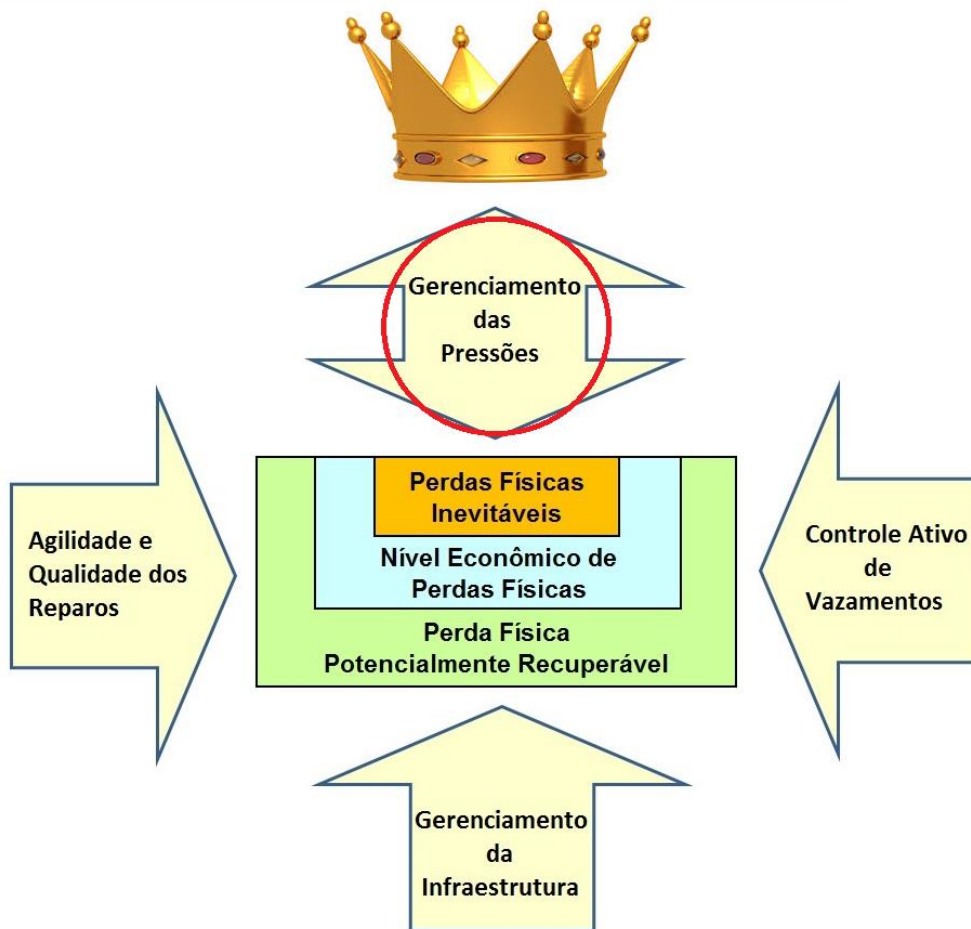 Gerenciamento
das
Pressões
Agilidade e
Qualidade dos
Reparos
Perdas Físicas
Inevitáveis
Nível Econômico de
Perdas Físicas
Perda Física
Potencialmente Recuperável
Controle Ativo
de
Vazamentos
Gerenciamento
da
Infraestrutura